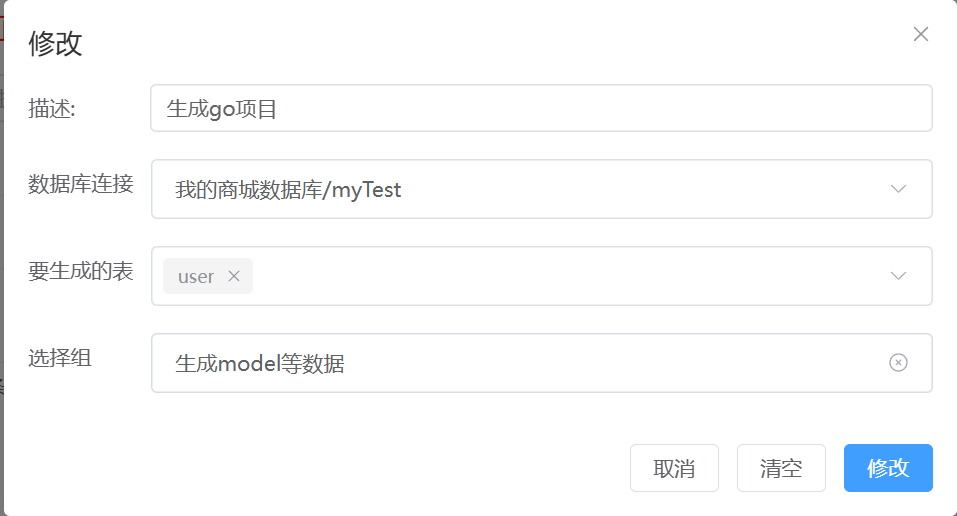 修改
描述:
生成go项目
数据库连接
我的商城数据库/myTest
要生成的表
user
选择组
生成model等数据
取消
清空
修改